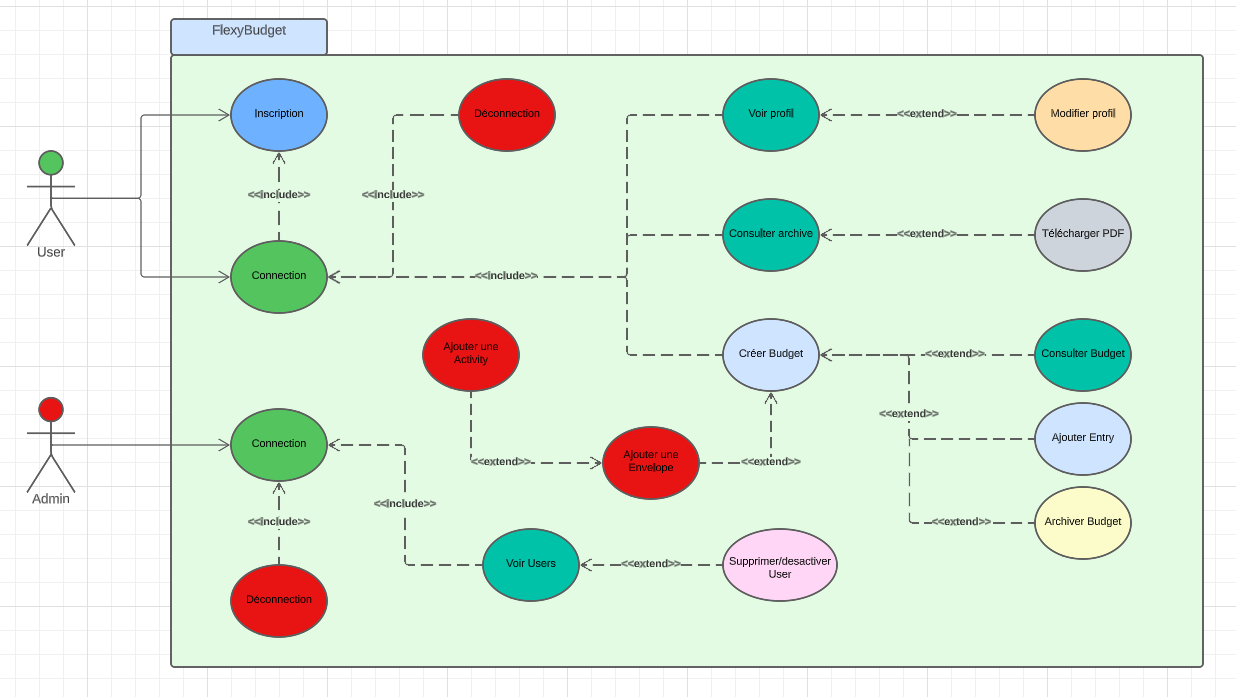 FlexyBudget
Inscription
Déconnection
Voir profil
<<extend>>
Modifier profil
<<include>>
<<include>>
User
Consulter archive
<<extend>>
Télécharger PDF
Connection
<<include>>
Ajouter une
Activity
Créer Budget
<<extend>>
Consulter Budget
<<extend>>
Admin
Connection
Ajouter Entry
<<extend>>
Ajouter une
Envelope
<<extend>>
<<include>>
<<include>>
<<extend>>
Archiver Budget
Voir Users
<<extend>>
Supprimer/desactiver
User
Déconnection